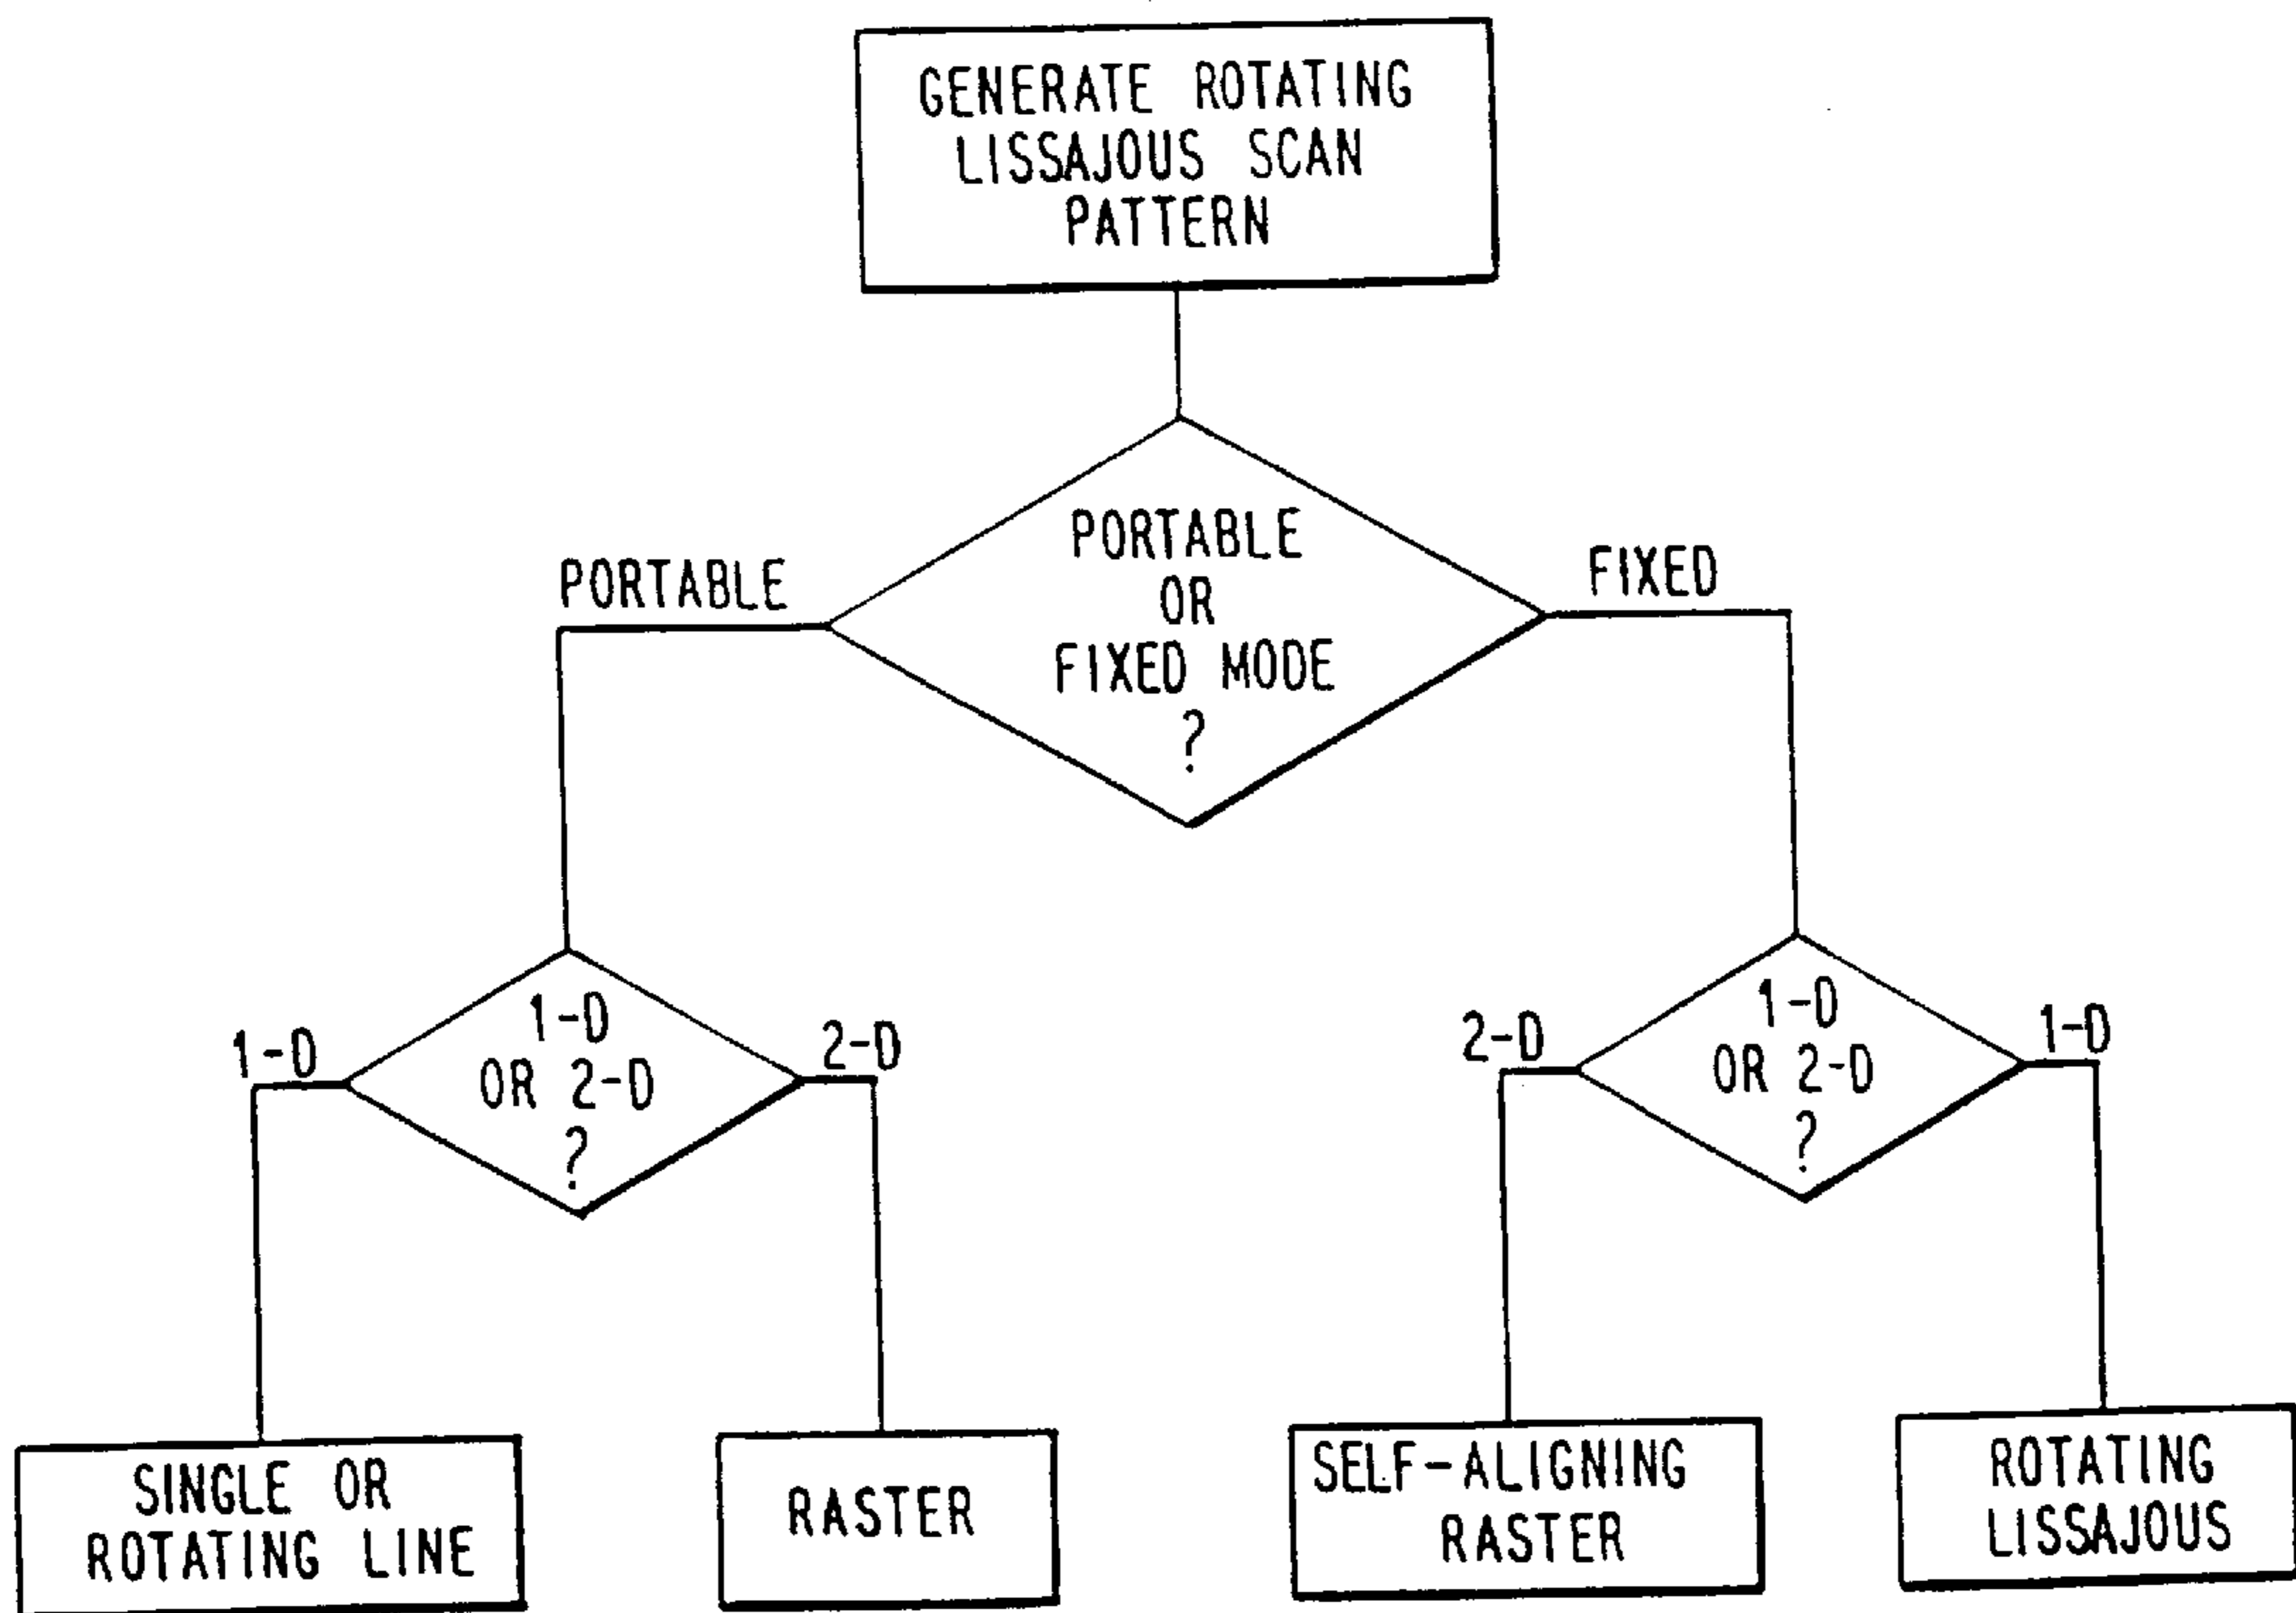 GENERATE ROTATING
LISSAJOUS SCAN
PATTERN
PORTABLE
OR
FIXED MODE
?
PORTABLE
FIXED
1-D
OR 2-D
?
1-D
2-D
1-D
OR 2-D
?
2-D
1-D
SINGLE OR
ROTATING LINE
RASTER
SELF-ALIGNING
RASTER
ROTATING
LISSAJOUS